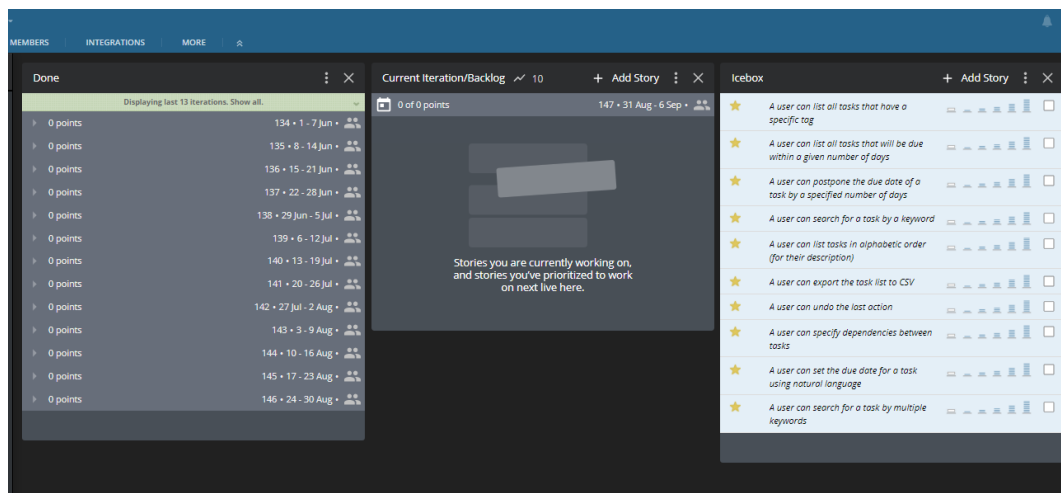 MEMBERS INTEGRATIONS MORE
Done
Displaying last 13 iterations. Show all.
0 points 134 • 1 - 7 Jun •
0 points 135 • 8 - 14 Jun •
0 points 136 • 15 - 21 Jun •
0 points 137 • 22 - 28 Jun •
0 points 138 • 29 Jun - 5 Jul •
0 points 139 • 6 - 12 Jul •
0 points 140 • 13 - 19 Jul •
0 points 141 • 20 - 26 Jul •
0 points 142 • 27 Jul - 2 Aug •
0 points 143 • 3 - 9 Aug •
0 points 144 • 10 - 16 Aug •
0 points 145 • 17 - 23 Aug •
0 points 146 • 24 - 30 Aug •
Current Iteration/Backlog 10 + Add Story
0 of 0 points 147 • 31 Aug - 6 Sep •
Stories you are currently working on,
and stories you've prioritized to work
on next live here.
Icebox + Add Story
A user can list all tasks that have a
specific tag
A user can list all tasks that will be due
within a given number of days
A user can postpone the due date of a
task by a specified number of days
A user can search for a task by a keyword
A user can list tasks in alphabetic order
(for their description)
A user can export the task list to CSV
A user can undo the last action
A user can specify dependencies between
tasks
A user can set the due date for a task
using natural language
A user can search for a task by multiple
keywords